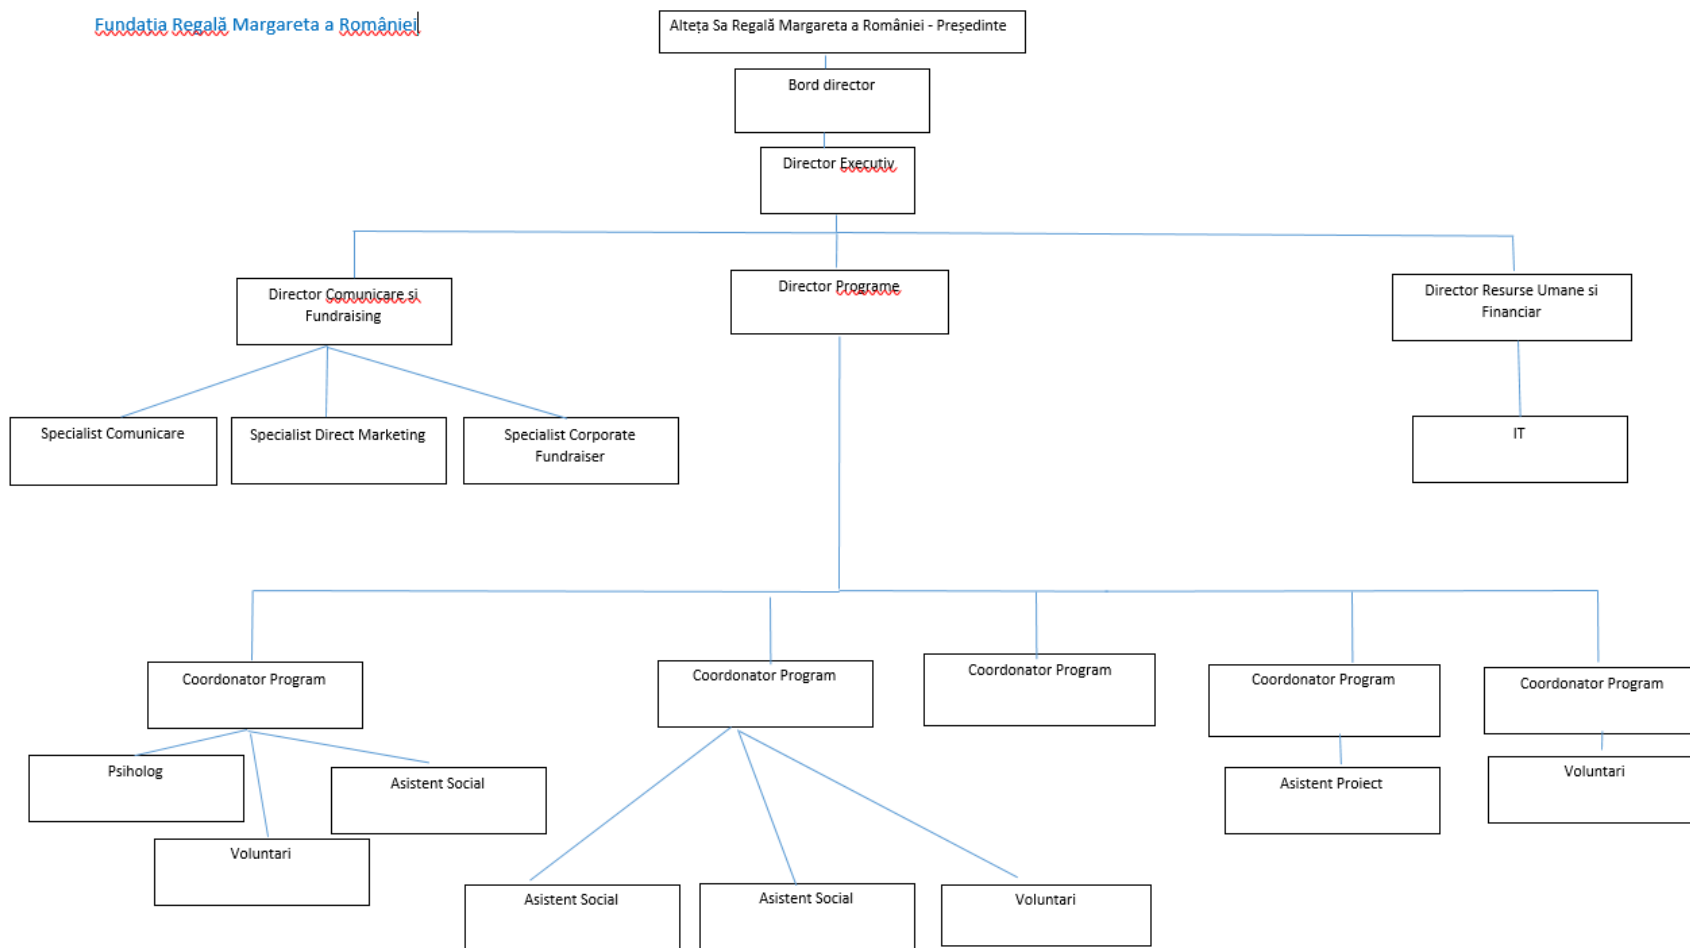 Fundația Regală Margareta a României
Alteța Sa Regală Margareta a României - Președinte
Bord director
Director Executiv
Director Comunicare si
Fundraising
Director Programe
Director Resurse Umane si
Financiar
Specialist Comunicare
Specialist Direct Marketing
Specialist Corporate
Fundraiser
IT
Coordonator Program
Coordonator Program
Coordonator Program
Coordonator Program
Coordonator Program
Psiholog
Asistent Social
Voluntari
Asistent Social
Asistent Social
Voluntari
Asistent Proiect
Voluntari